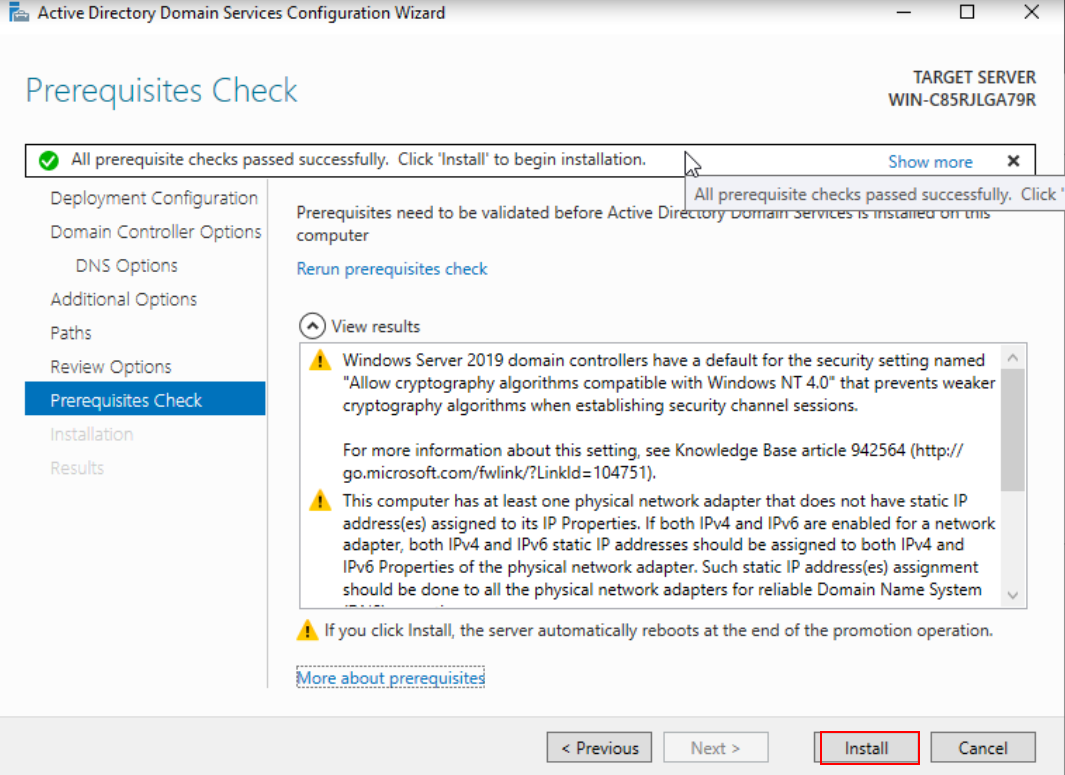 Active Directory Domain Services Configuration Wizard
Prerequisites Check
TARGET SERVER
WIN-C85RJLGA79R
All prerequisite checks passed successfully.  Click 'Install' to begin installation.
Show more
All prerequisite checks passed successfully.  Click '
Deployment Configuration
Domain Controller Options
DNS Options
Additional Options
Paths
Review Options
Prerequisites Check
Installation
Results
Prerequisites need to be validated before Active Directory Domain Services is installed on this
computer
Rerun prerequisites check
View results
Windows Server 2019 domain controllers have a default for the security setting named
"Allow cryptography algorithms compatible with Windows NT 4.0" that prevents weaker
cryptography algorithms when establishing security channel sessions.
For more information about this setting, see Knowledge Base article 942564 (http://
go.microsoft.com/fwlink/?LinkId=104751).
This computer has at least one physical network adapter that does not have static IP
address(es) assigned to its IP Properties. If both IPv4 and IPv6 are enabled for a network
adapter, both IPv4 and IPv6 static IP addresses should be assigned to both IPv4 and
IPv6 Properties of the physical network adapter. Such static IP address(es) assignment
should be done to all the physical network adapters for reliable Domain Name System
If you click Install, the server automatically reboots at the end of the promotion operation.
More about prerequisites
< Previous
Next >
Install
Cancel